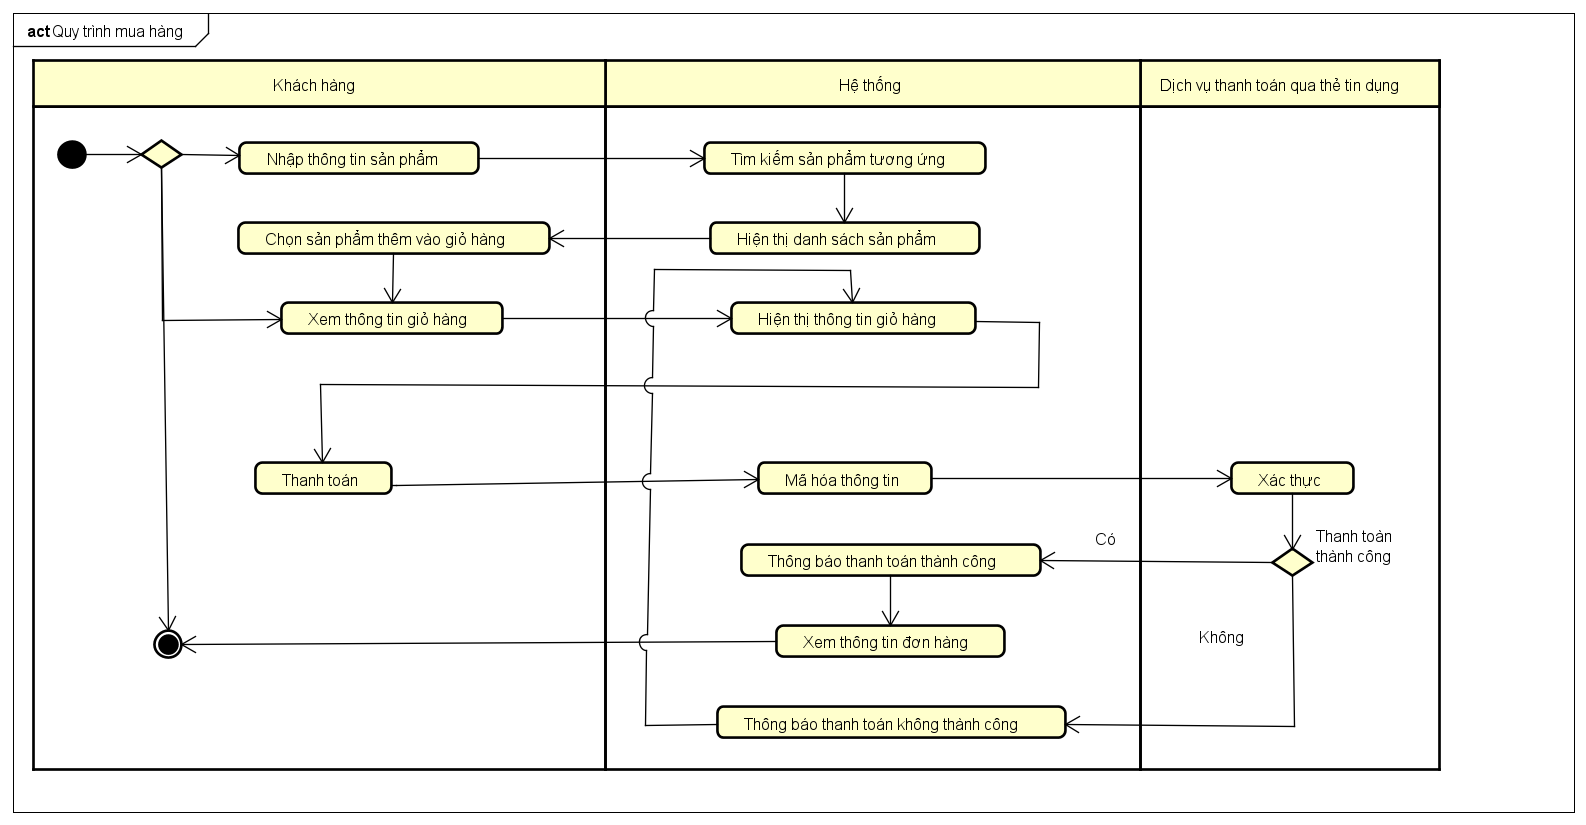 act Quy trình mua hàng
Khách hàng
Hệ thống
Dịch vụ thanh toán qua thẻ tin dụng
Nhập thông tin sản phẩm
Tìm kiếm sản phẩm tương ứng
Chọn sản phẩm thêm vào giỏ hàng
Hiện thị danh sách sản phẩm
Xem thông tin giỏ hàng
Hiện thị thông tin giỏ hàng
Thanh toán
Mã hóa thông tin
Xác thực
Có
Thanh toàn
thành công
Thông báo thanh toán thành công
Không
Xem thông tin đơn hàng
Thông báo thanh toán không thành công